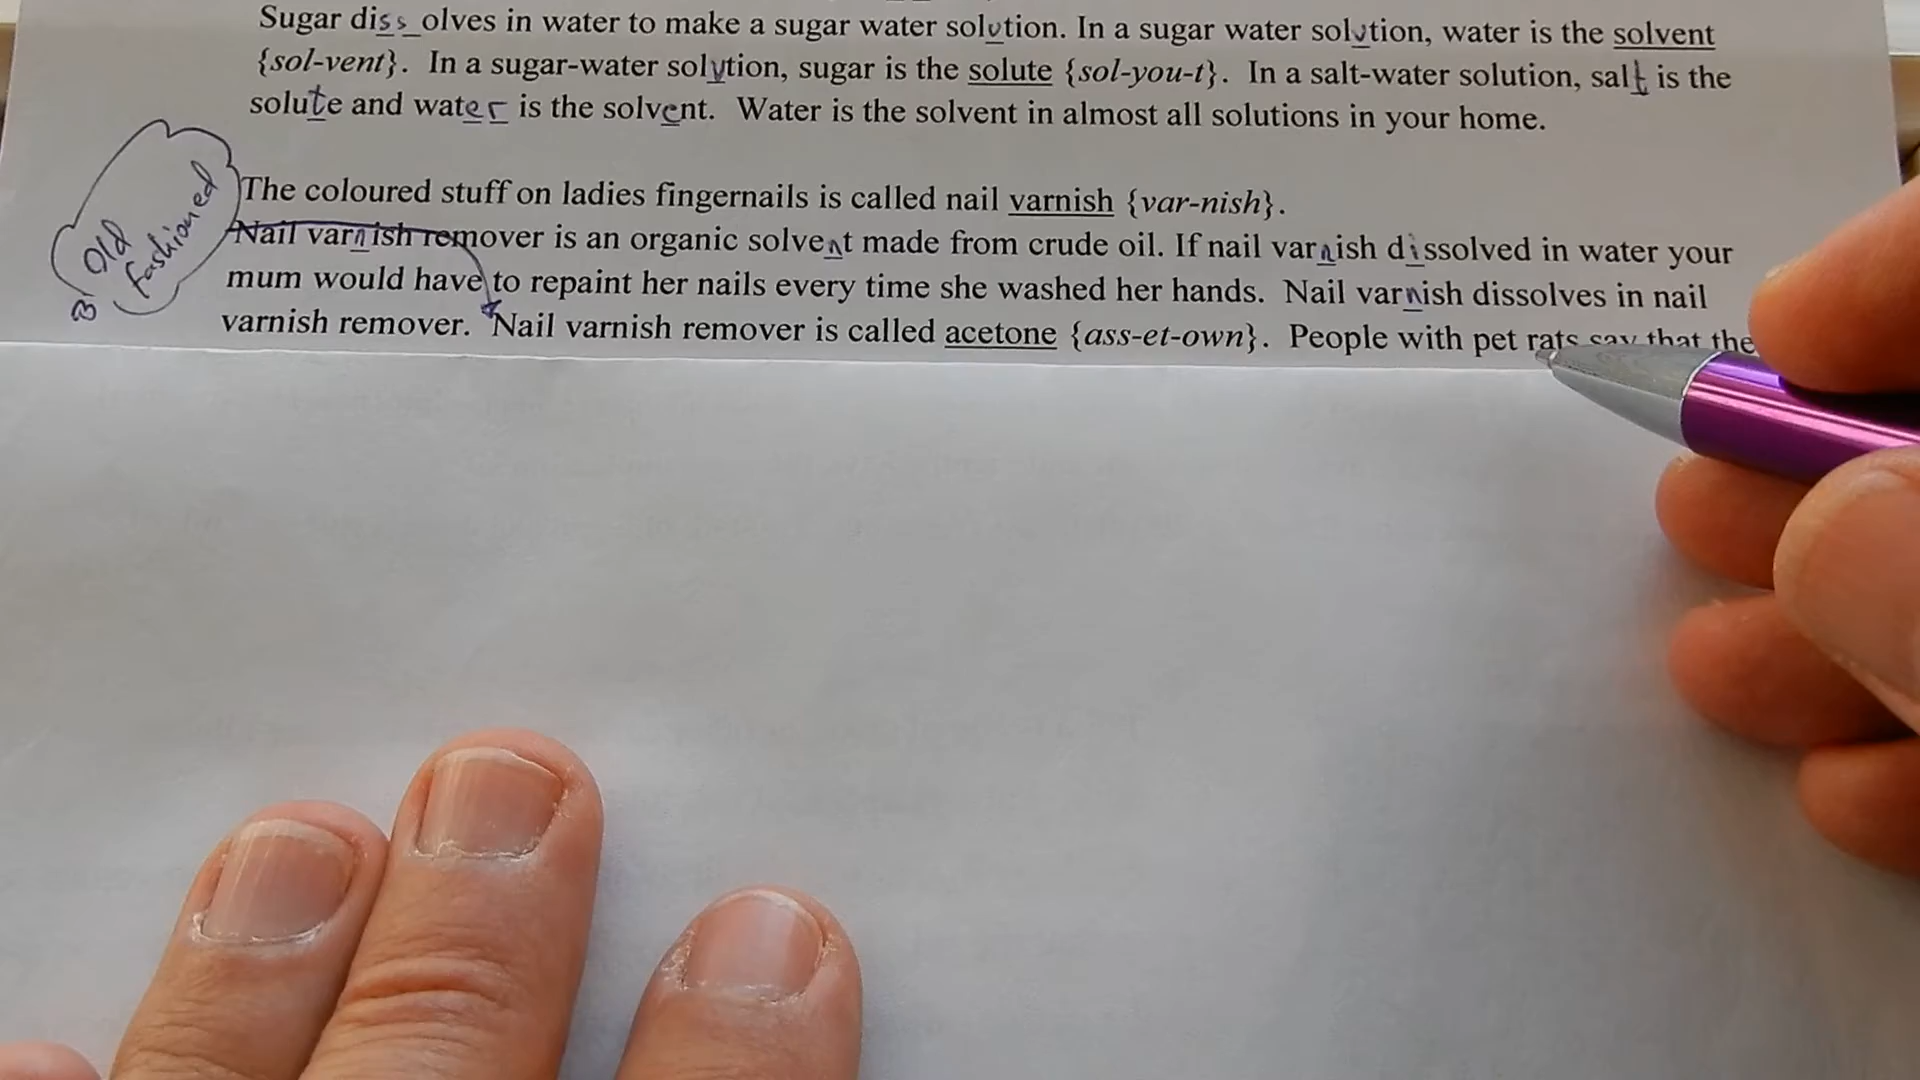 Sugar diss_olves in water to make a sugar water solution. In a sugar water solution, water is the solvent
{sol-vent}. In a sugar-water solution, sugar is the solute {sol-you-t}. In a salt-water solution, salt is the
solute and water is the solvent. Water is the solvent in almost all solutions in your home.
The coloured stuff on ladies fingernails is called nail varnish {var-nish}.
Nail varnish remover is an organic solvent made from crude oil. If nail varnish dissolved in water your
mum would have to repaint her nails every time she washed her hands. Nail varnish dissolves in nail
varnish remover. Nail varnish remover is called acetone {ass-et-own}. People with pet rats say that the
Old
fashioned